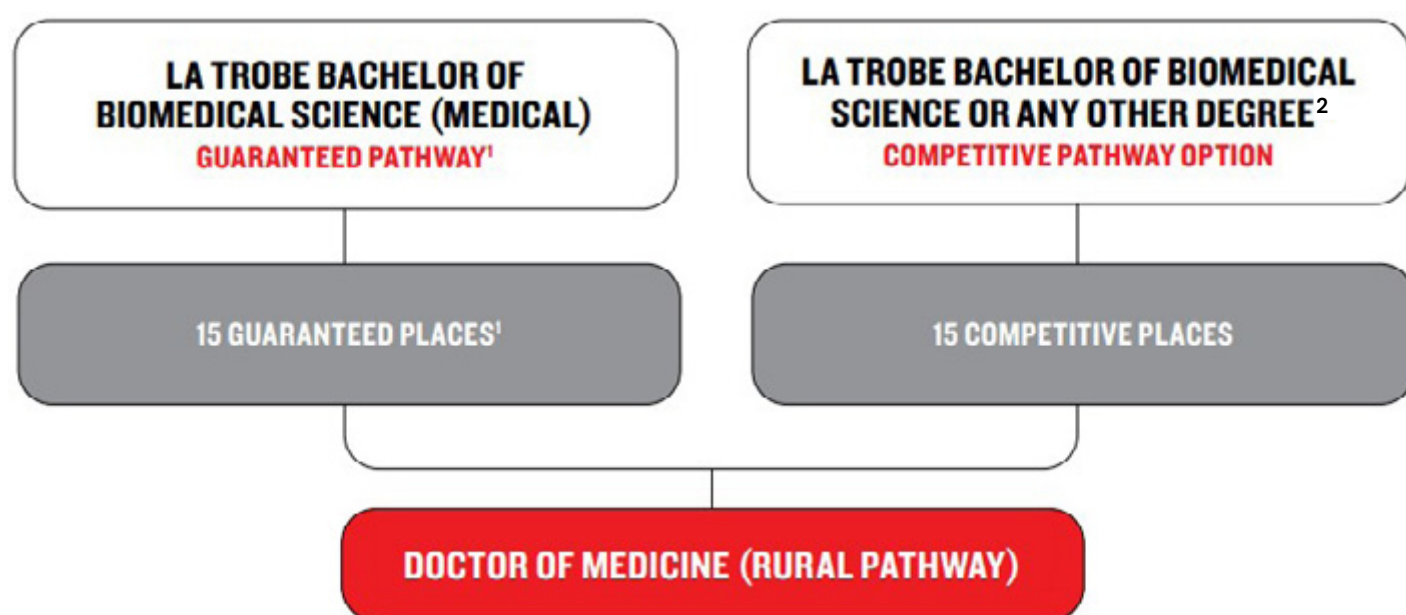 LA TROBE BACHELOR OF
BIOMEDICAL SCIENCE (MEDICAL)
GUARANTEED PATHWAY¹
LA TROBE BACHELOR OF BIOMEDICAL
SCIENCE OR ANY OTHER DEGREE²
COMPETITIVE PATHWAY OPTION
15 GUARANTEED PLACES¹
15 COMPETITIVE PLACES
DOCTOR OF MEDICINE (RURAL PATHWAY)